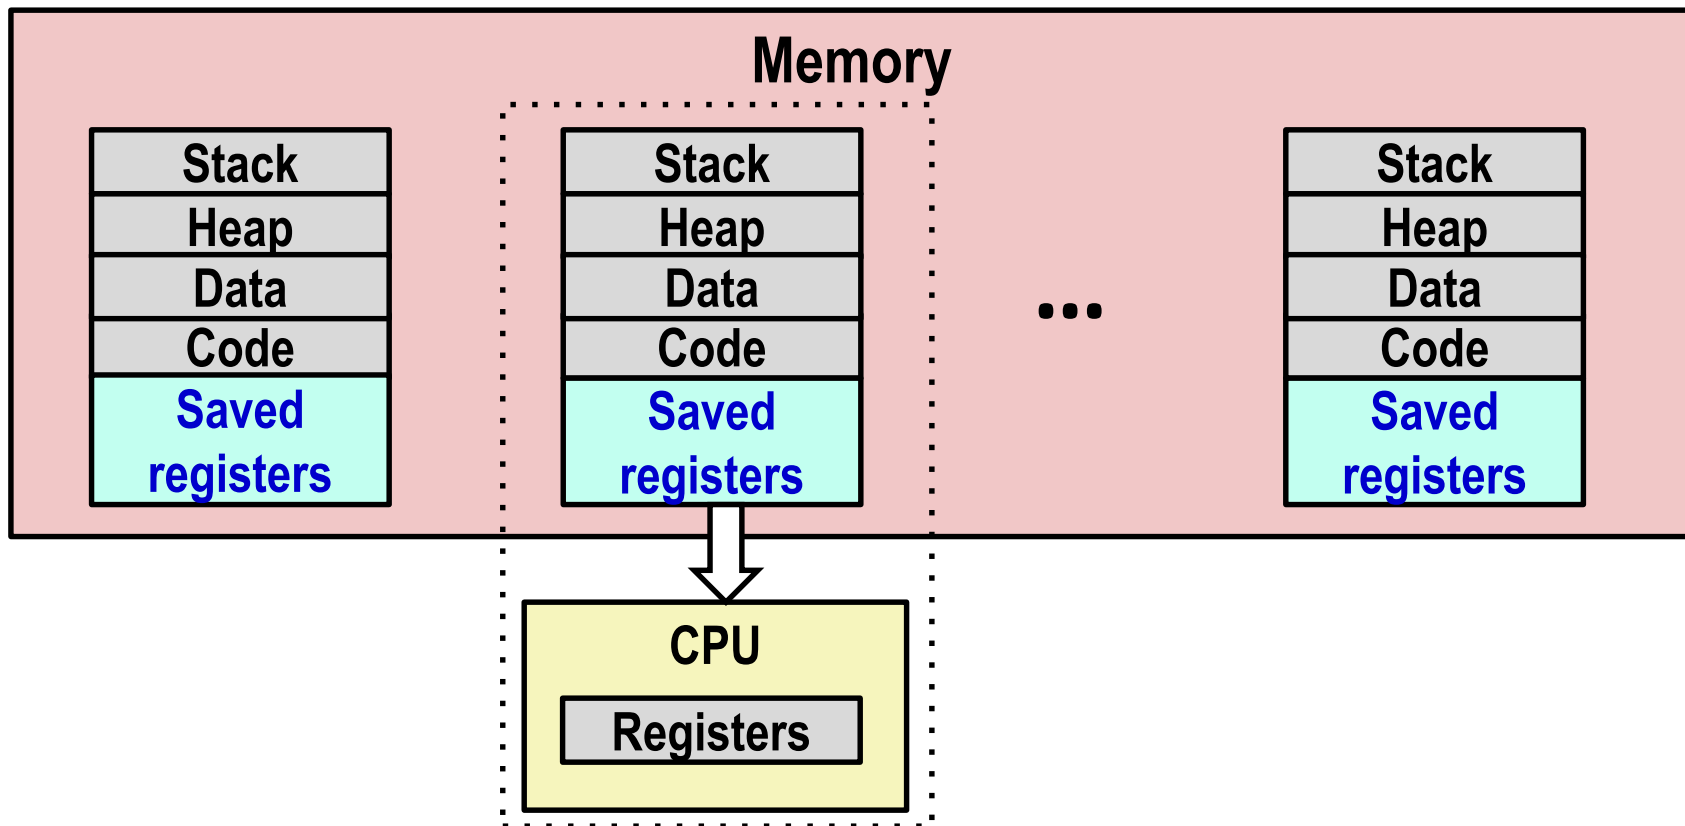 Memory
Stack
Heap
Data
Code
Saved
registers
Stack
Heap
Data
Code
Saved
registers
...
Stack
Heap
Data
Code
Saved
registers
CPU
Registers